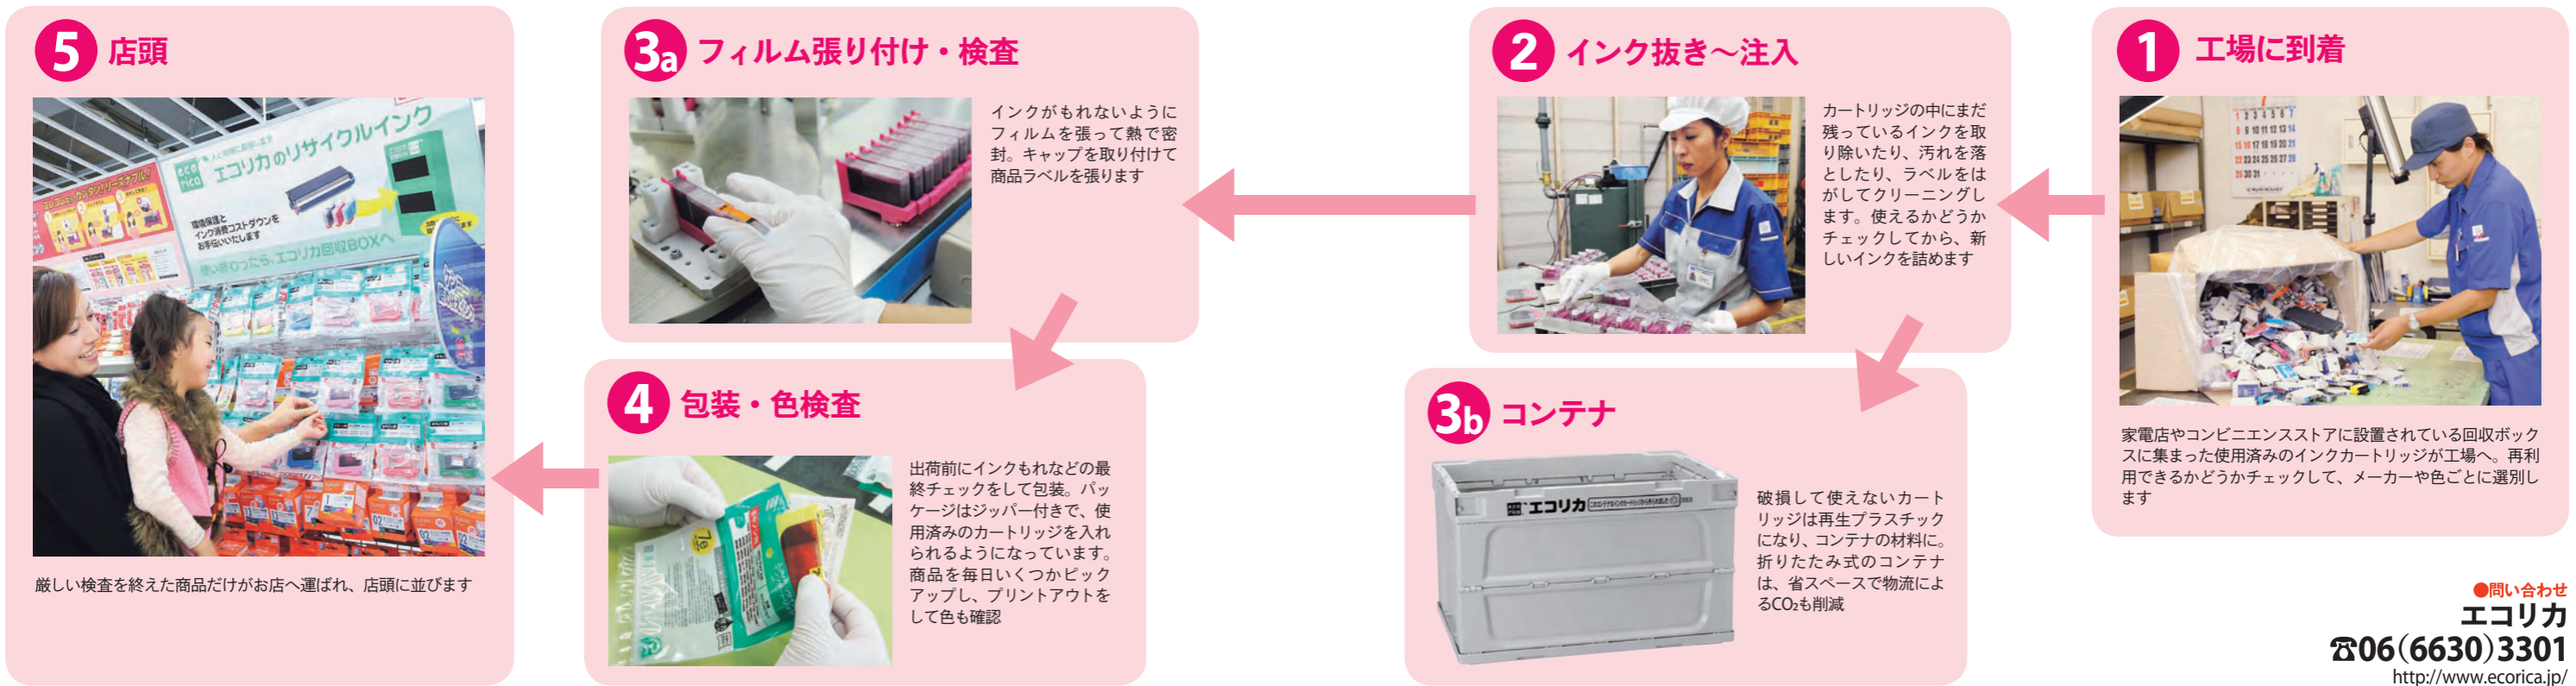 1 工場に到着
家電店やコンビニエンスストアに設置されている回収ボック
スに集まった使用済みのインクカートリッジが工場へ。再利
用できるかどうかチェックして、メーカーや色ごとに選別し
ます
2 インク抜き～注入
カートリッジの中にまだ
残っているインクを取
り除いたり、汚れを落
としたり、ラベルをは
がしてクリーニングし
ます。使えるかどうか
チェックしてから、新
しいインクを詰めます
3a フィルム張り付け・検査
インクがもれないように
フィルムを張って熱で密
封。キャップを取り付けて
商品ラベルを張ります
3b コンテナ
エコリカ
破損して使えないカート
リッジは再生プラスチック
になり、コンテナの材料に。
折りたたみ式のコンテナ
は、省スペースで物流によ
るCO₂も削減
4 包装・色検査
出荷前にインクもれなどの最
終チェックをして包装。パッ
ケージはジッパー付きで、使
用済みのカートリッジを入れ
られるようになっています。
商品を毎日いくつかピック
アップし、プリントアウトを
して色も確認
5 店頭
eco
rica
エコリカのリサイクルインク
環境保護と
インク消費コストダウンを
お手伝いいたします
使い終わったら、エコリカ回収BOXへ
厳しい検査を終えた商品だけがお店へ運ばれ、店頭に並びます
●問い合わせ
エコリカ
☎06(6630)3301
http://www.ecorica.jp/